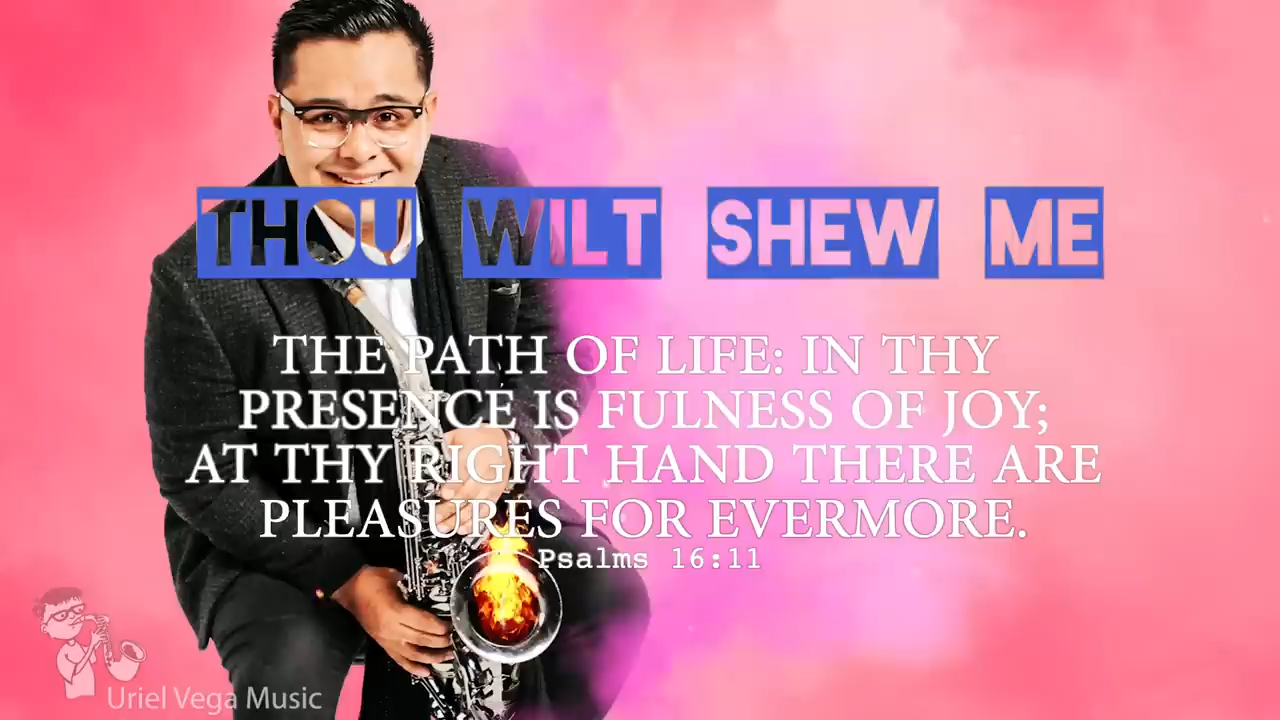 THOU WILT SHEW ME
THE PATH OF LIFE: IN THY
PRESENCE IS FULNESS OF JOY;
AT THY RIGHT HAND THERE ARE
PLEASURES FOR EVERMORE.
Psalms 16:11
Uriel Vega Music